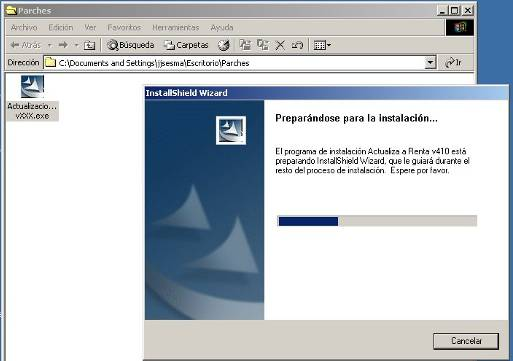 Parches
Archivo Edición Ver Favoritos Herramientas Ayuda
Atrás Búsqueda Carpetas
Dirección C:\Documents and Settings\jjsesma\Escritorio\Parches Ir
Actualizacio...
vXXX.exe
InstallShield Wizard
Preparándose para la instalación...
El programa de instalación Actualiza a Renta v410 está
preparando InstallShield Wizard, que le guiará durante el
resto del proceso de instalación. Espere por favor.
Cancelar